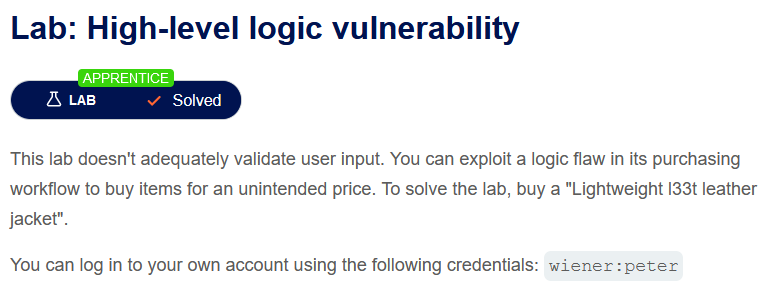 Lab: High-level logic vulnerability
APPRENTICE
LAB Solved
This lab doesn't adequately validate user input. You can exploit a logic flaw in its purchasing
workflow to buy items for an unintended price. To solve the lab, buy a "Lightweight l33t leather
jacket".
You can log in to your own account using the following credentials: wiener:peter